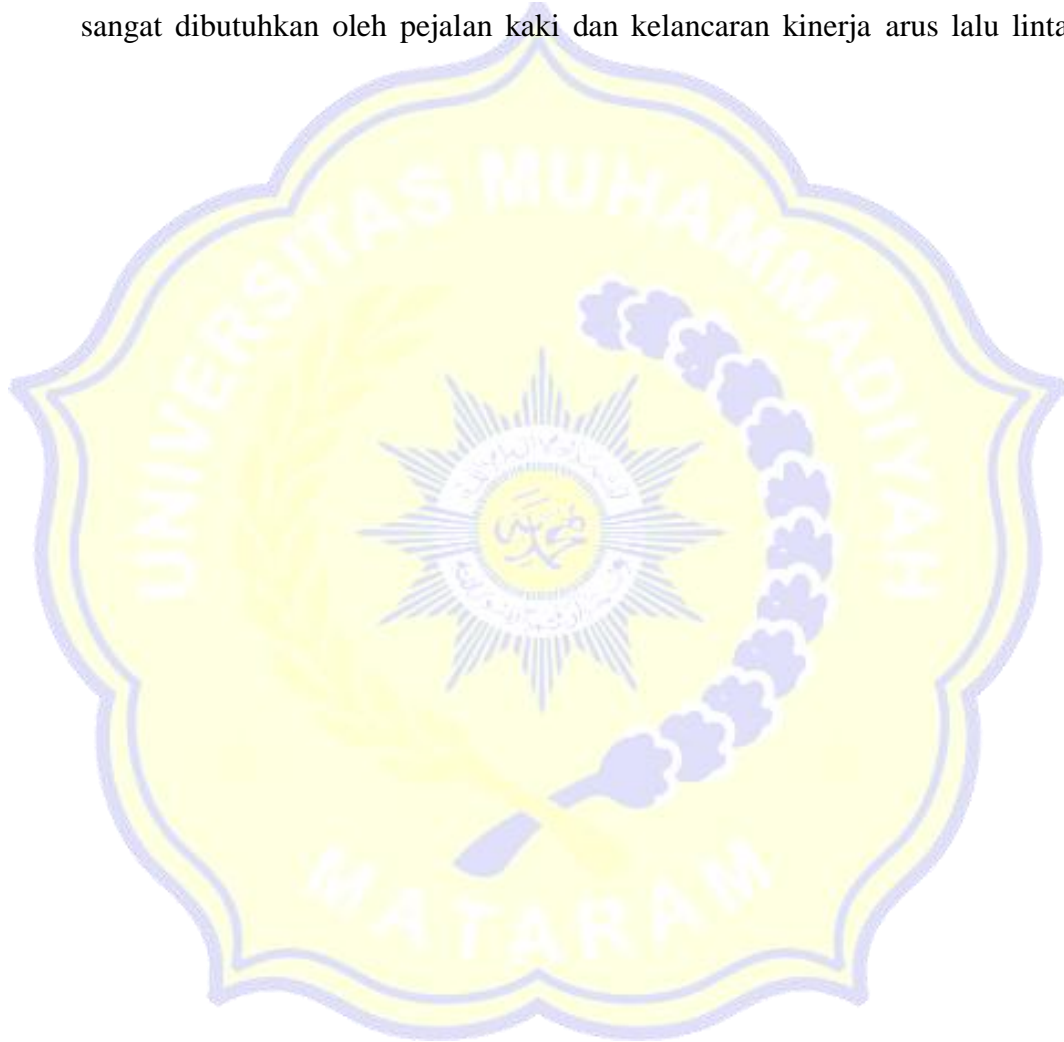 sangat dibutuhkan oleh pejalan kaki dan kelancaran kinerja arus lalu linta
UNIVERSITAS MUHAMMADIYAH
MATARAM